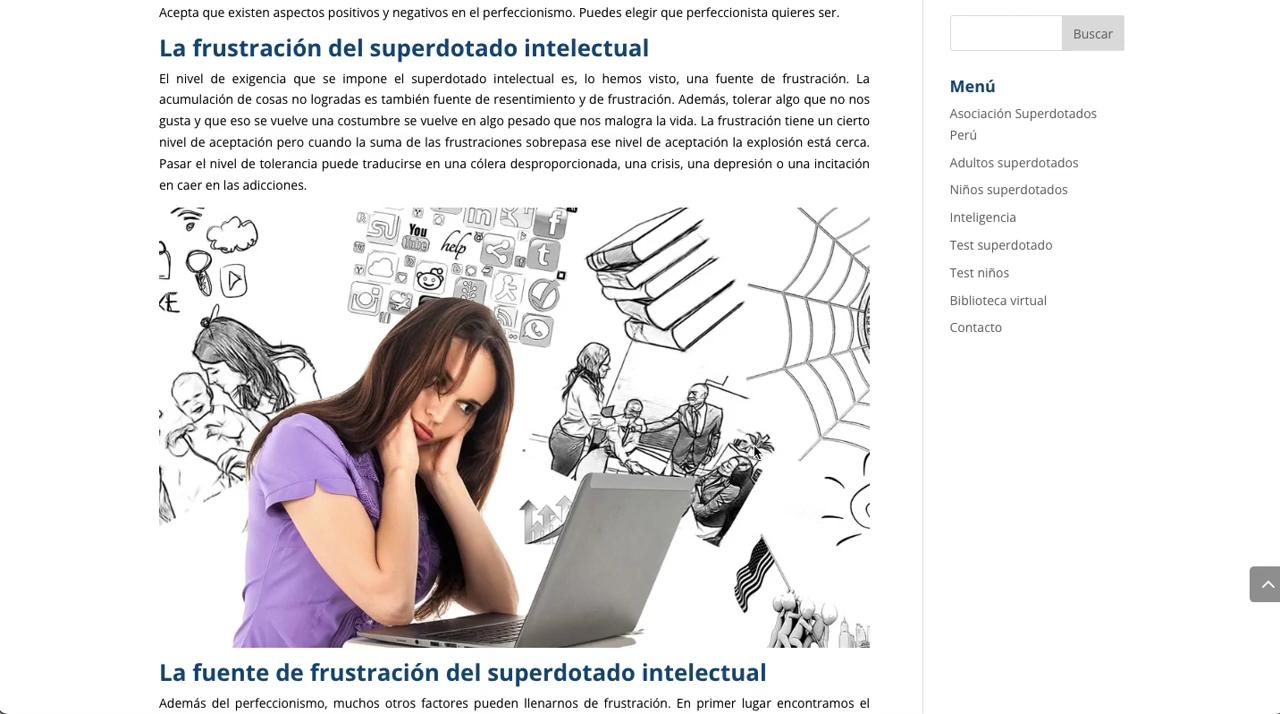 Acepta que existen aspectos positivos y negativos en el perfeccionismo. Puedes elegir que perfeccionista quieres ser.
La frustración del superdotado intelectual
El nivel de exigencia que se impone el superdotado intelectual es, lo hemos visto, una fuente de frustración. La
acumulación de cosas no logradas es también fuente de resentimiento y de frustración. Además, tolerar algo que no nos
gusta y que eso se vuelve una costumbre se vuelve en algo pesado que nos malogra la vida. La frustración tiene un cierto
nivel de aceptación pero cuando la suma de las frustraciones sobrepasa ese nivel de aceptación la explosión está cerca.
Pasar el nivel de tolerancia puede traducirse en una cólera desproporcionada, una crisis, una depresión o una incitación
en caer en las adicciones.
in
f
You
Tube
help
t
La fuente de frustración del superdotado intelectual
Además del perfeccionismo, muchos otros factores pueden llenarnos de frustración. En primer lugar encontramos el
Buscar
Menú
Asociación Superdotados
Perú
Adultos superdotados
Niños superdotados
Inteligencia
Test superdotado
Test niños
Biblioteca virtual
Contacto